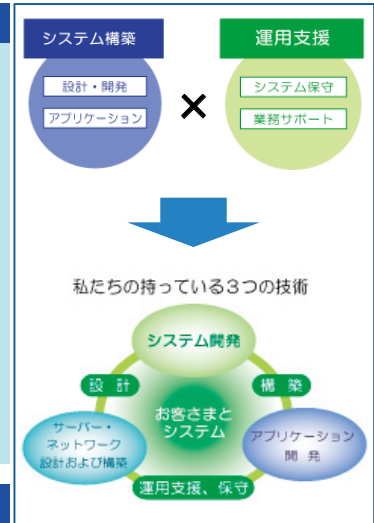 システム構築
運用支援
設計・開発
アプリケーション
×
システム保守
業務サポート
私たちの持っている3つの技術
システム開発
設 計
構 築
お客さまと
システム
サーバー・
ネットワーク
設計および構築
アプリケーション
開 発
運用支援、保守